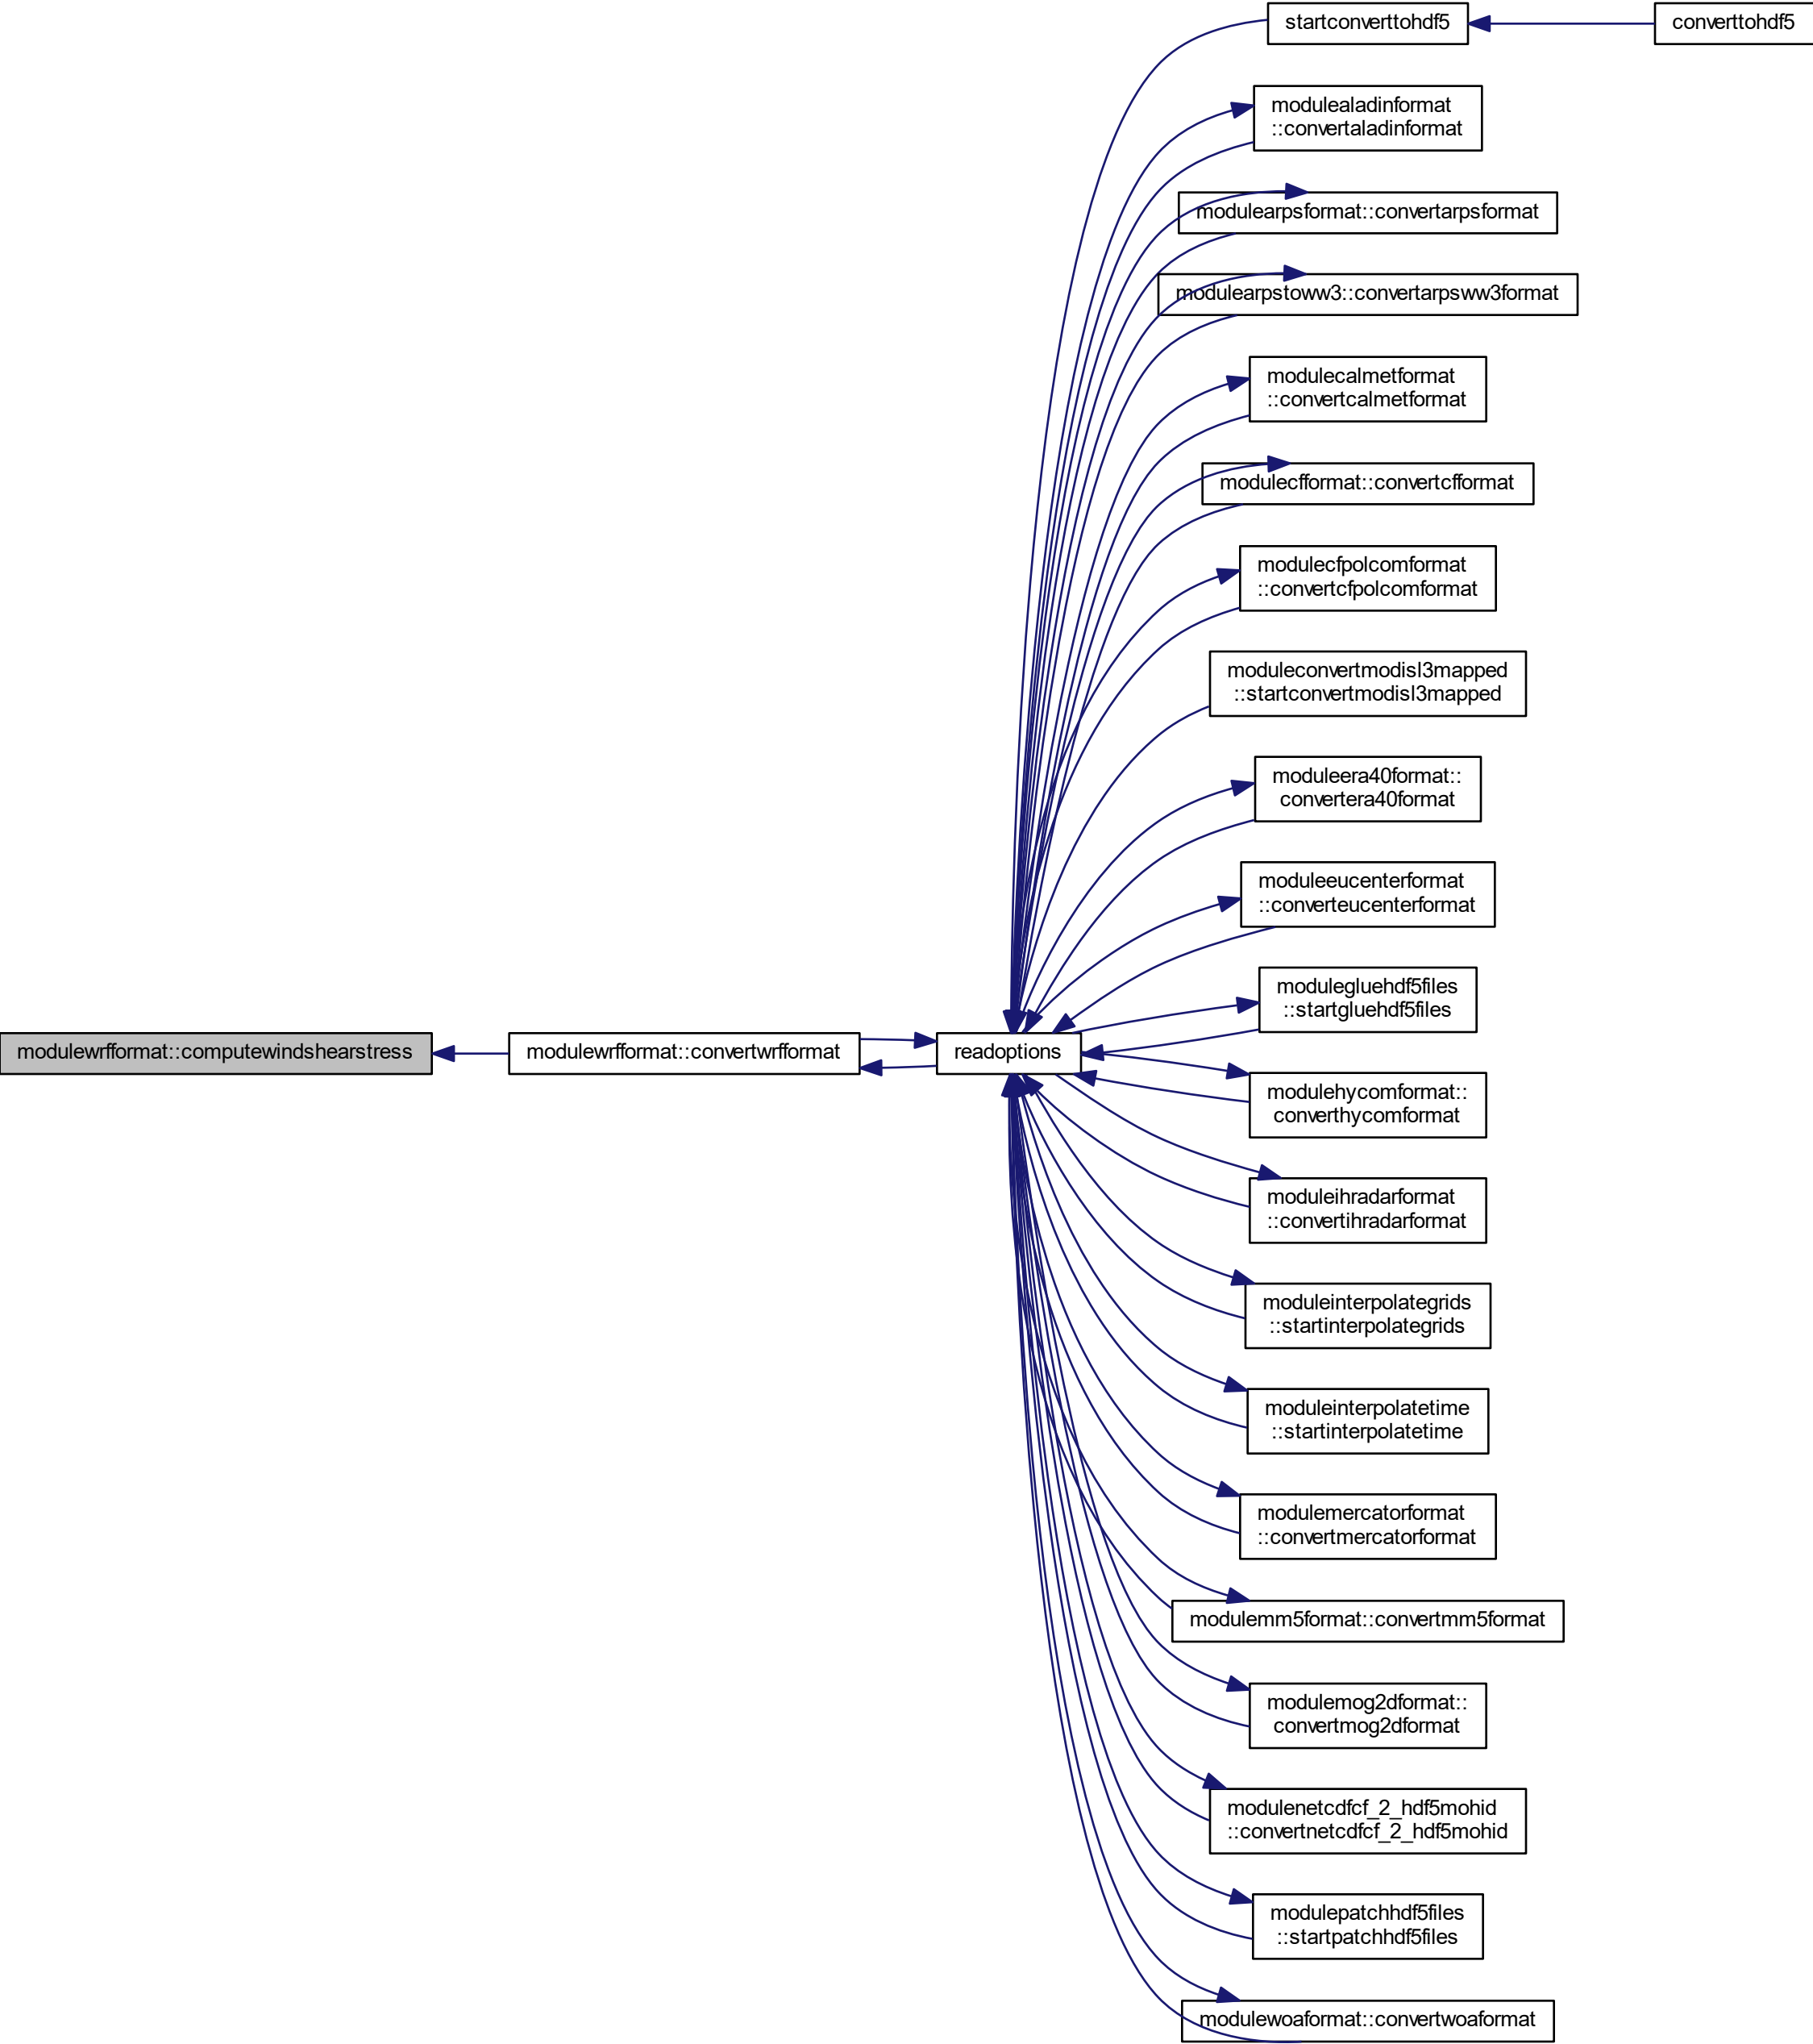 startconverttohdf5
converttohdf5
modulealadinformat
::convertaladinformat
modulearpsformat::convertarpsformat
modulearpstoww3::convertarpsww3format
modulecalmetformat
::convertcalmetformat
modulecfformat::convertcfformat
modulecfpolcomformat
::convertcfpolcomformat
moduleconvertmodisl3mapped
::startconvertmodisl3mapped
moduleera40format::
convertera40format
moduleeucenterformat
::converteucenterformat
modulegluehdf5files
::startgluehdf5files
modulewrfformat::computewindshearstress
modulewrfformat::convertwrfformat
readoptions
modulehycomformat::
converthycomformat
moduleihradarformat
::convertihradarformat
moduleinterpolategrids
::startinterpolategrids
moduleinterpolatetime
::startinterpolatetime
modulemercatorformat
::convertmercatorformat
modulemm5format::convertmm5format
modulemog2dformat::
convertmog2dformat
modulenetcdfcf_2_hdf5mohid
::convertnetcdfcf_2_hdf5mohid
modulepatchhdf5files
::startpatchhdf5files
modulewoaformat::convertwoaformat